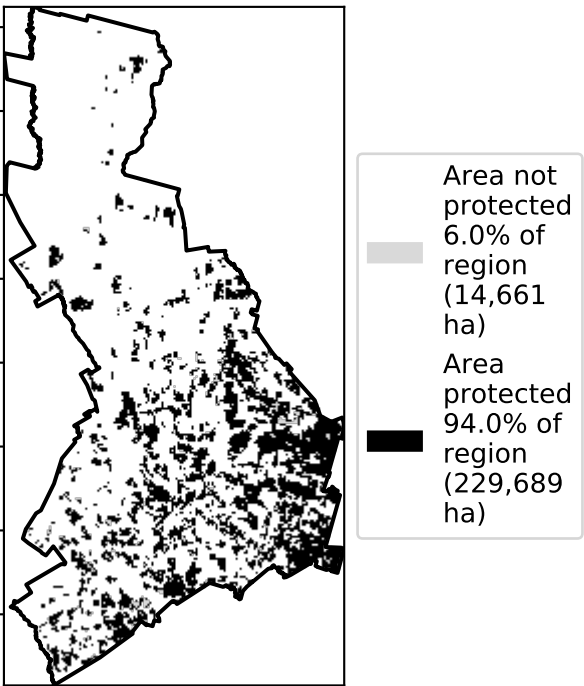 Area not
protected
6.0% of
region
(14,661
ha)
Area
protected
94.0% of
region
(229,689
ha)